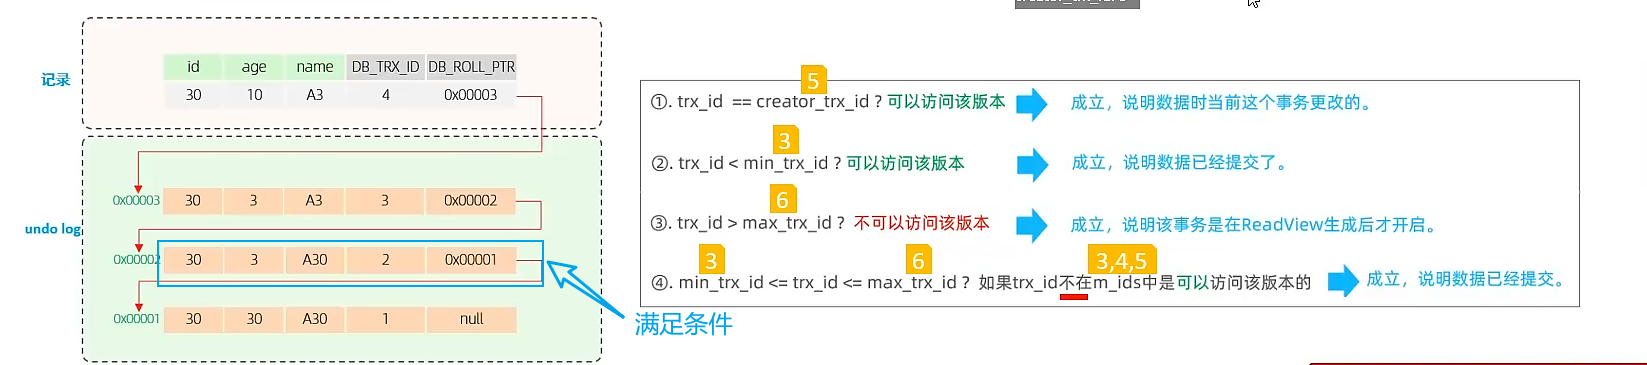 记录
id age name DB_TRX_ID DB_ROLL_PTR
30 10 A3 4 0x00003
undo log
0x00003 30 3 A3 3 0x00002
0x00002 30 3 A30 2 0x00001
0x00001 30 30 A30 1 null
满足条件
5
①. trx_id == creator_trx_id ? 可以访问该版本 成立，说明数据时当前这个事务更改的。
3
②. trx_id < min_trx_id ? 可以访问该版本 成立，说明数据已经提交了。
6
③. trx_id > max_trx_id ? 不可以访问该版本 成立，说明该事务是在ReadView生成后才开启。
3 6 3,4,5
④. min_trx_id <= trx_id <= max_trx_id ? 如果trx_id不在m_ids中是可以访问该版本的 成立，说明数据已经提交。